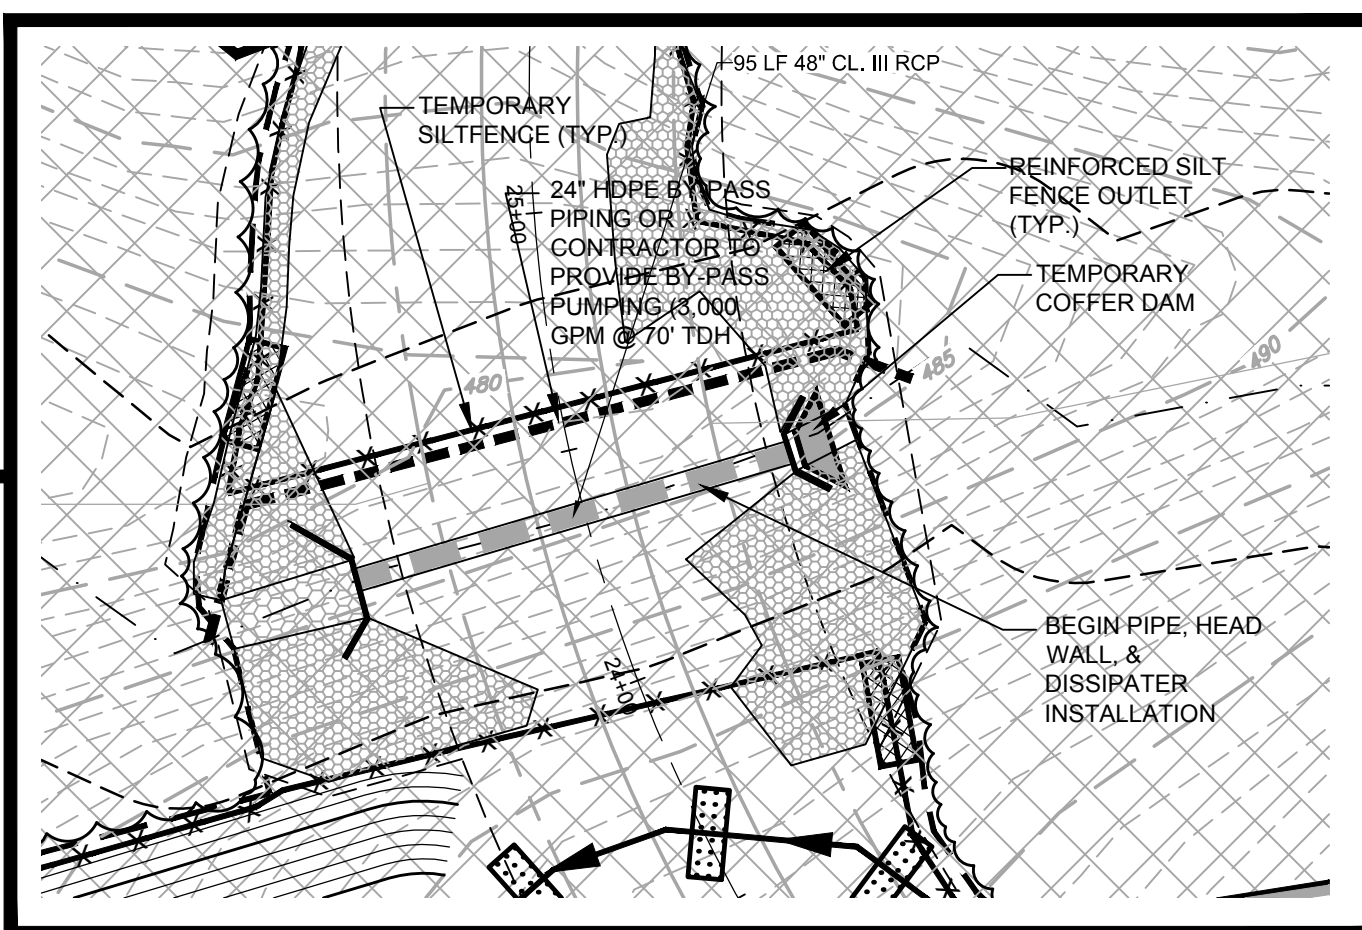 95 LF 48" CL. III RCP
TEMPORARY
SILTFENCE (TYP.)
REINFORCED SILT
FENCE OUTLET
(TYP.)
25+00
24" HDPE BY-PASS
PIPING OR
CONTRACTOR TO
PROVIDE BY-PASS
PUMPING (3,000
GPM @ 70' TDH
TEMPORARY
COFFER DAM
480
485
490
BEGIN PIPE, HEAD
WALL, &
DISSIPATER
INSTALLATION
24+00